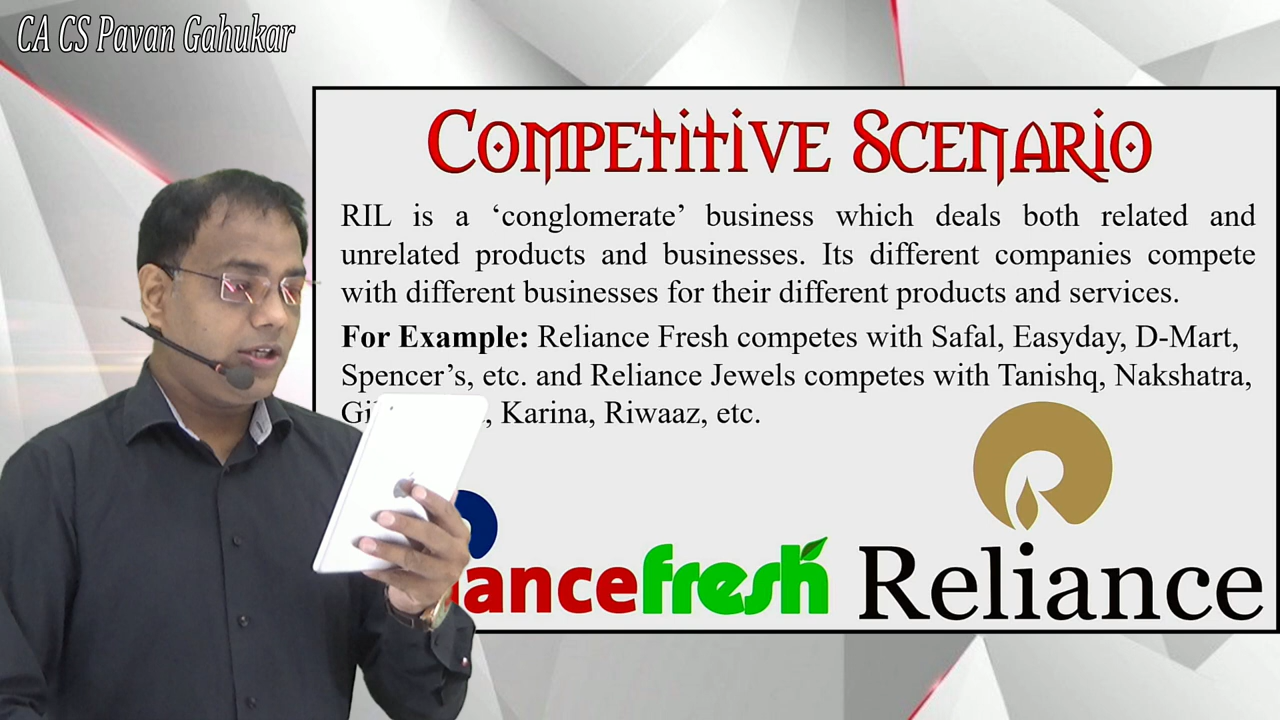 CA CS Pavan Gahukar
COMPETITIVE SCENARIO
RIL is a ‘conglomerate’ business which deals both related and
unrelated products and businesses. Its different companies compete
with different businesses for their different products and services.
For Example: Reliance Fresh competes with Safal, Easyday, D-Mart,
Spencer’s, etc. and Reliance Jewels competes with Tanishq, Nakshatra,
Karina, Riwaaz, etc.
fresh
Reliance